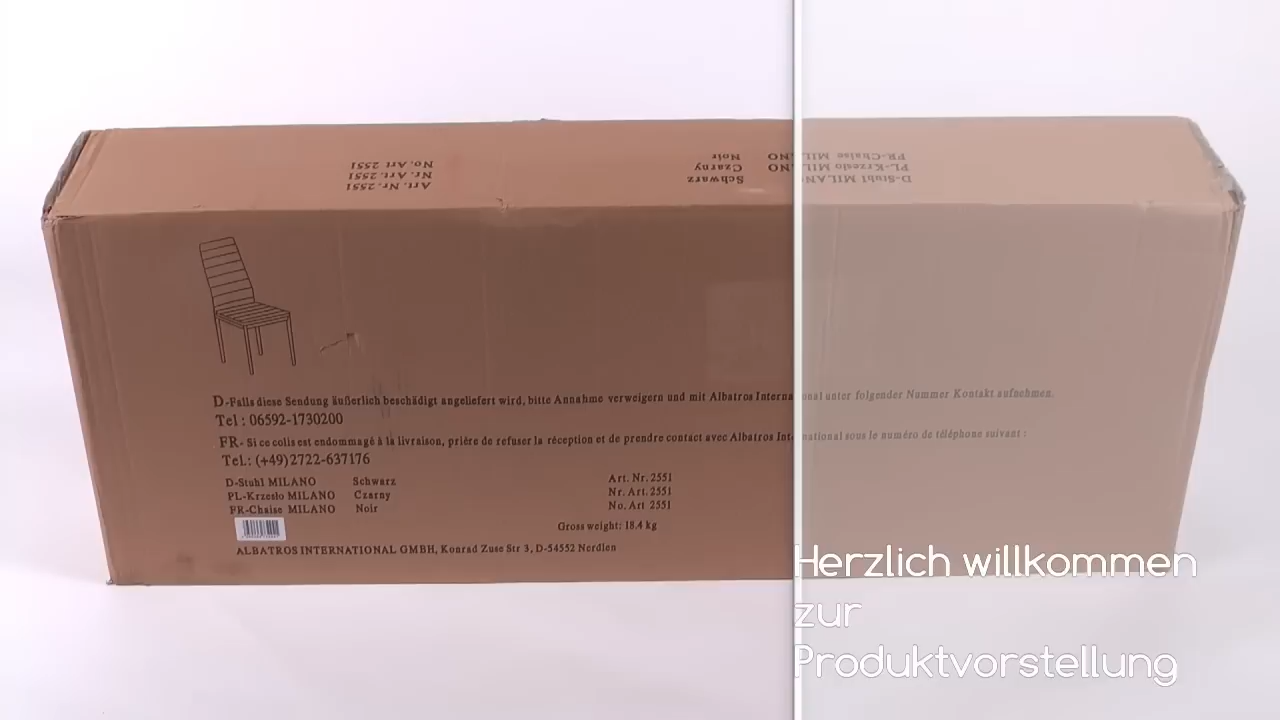 No. Art 2551
Nr. Art. 2551
Art. Nr. 2551
FR-Chaise MILANO Noir
PL-Krzesło MILANO Czarny
D-Stuhl MILANO Schwarz
D-Falls diese Sendung äußerlich beschädigt angeliefert wird, bitte Annahme verweigern und mit Albatros International unter folgender Nummer Kontakt aufnehmen.
Tel : 06592-1730200
FR- Si ce colis est endommagé à la livraison, prière de refuser la réception et de prendre contact avec Albatros International sous le numéro de téléphone suivant :
Tel.: (+49)2722-637176
D-Stuhl MILANO Schwarz Art. Nr. 2551
PL-Krzesło MILANO Czarny Nr. Art. 2551
FR-Chaise MILANO Noir No. Art 2551
Gross weight: 18.4 kg
ALBATROS INTERNATIONAL GMBH, Konrad Zuse Str 3, D-54552 Nerdlen
Herzlich willkommen
zur
Produktvorstellung